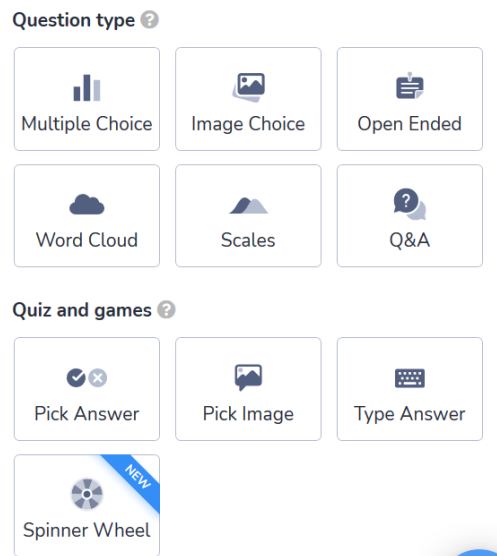 Question type ?
Multiple Choice
Image Choice
Open Ended
Word Cloud
Scales
? Q&A
Quiz and games ?
Pick Answer
Pick Image
Type Answer
NEW
Spinner Wheel